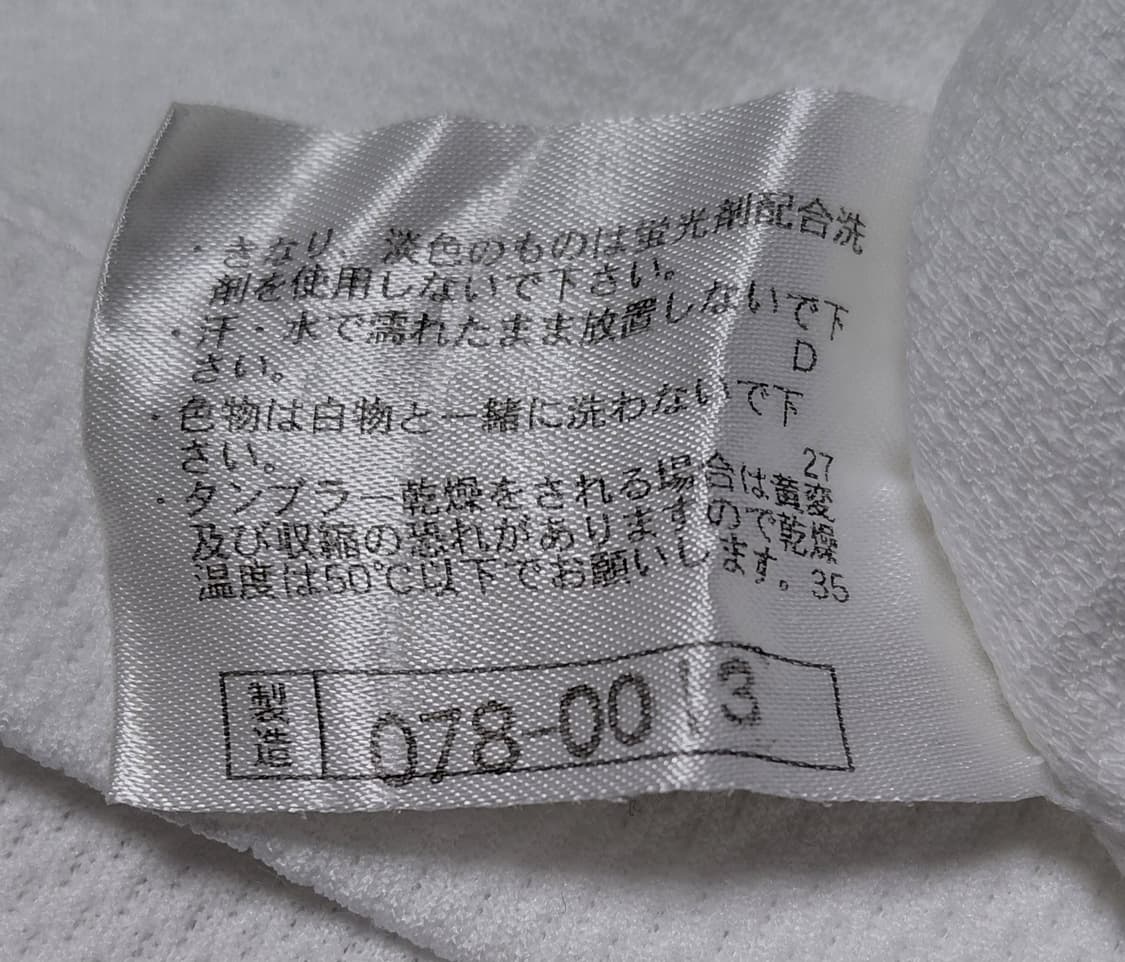 ・さなり、淡色のものは蛍光剤配合洗
剤を使用しないで下さい。
・汗・水で濡れたまま放置しないで下
さい。
D
・色物は白物と一緒に洗わないで下
さい。
27
・タンブラー乾燥をされる場合は黄変
及び収縮の恐れがありますので乾燥
温度は50℃以下でお願いします。
35
製造
078-0013